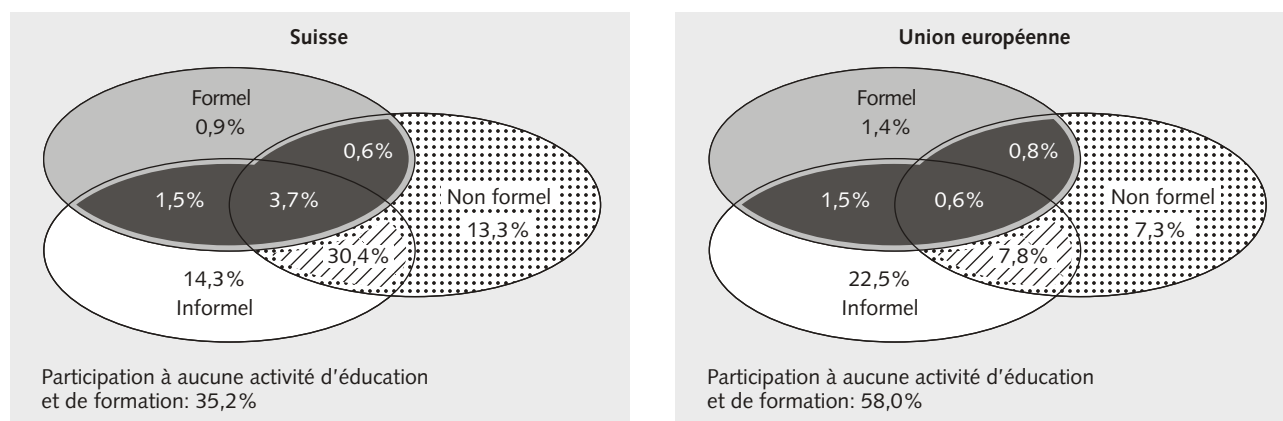 Suisse
Formel
0,9%
0,6%
1,5%
3,7%
Non formel
13,3%
30,4%
14,3%
Informel
Participation à aucune activité d'éducation
et de formation: 35,2%
Union européenne
Formel
1,4%
0,8%
1,5%
0,6%
Non formel
7,3%
7,8%
22,5%
Informel
Participation à aucune activité d'éducation
et de formation: 58,0%